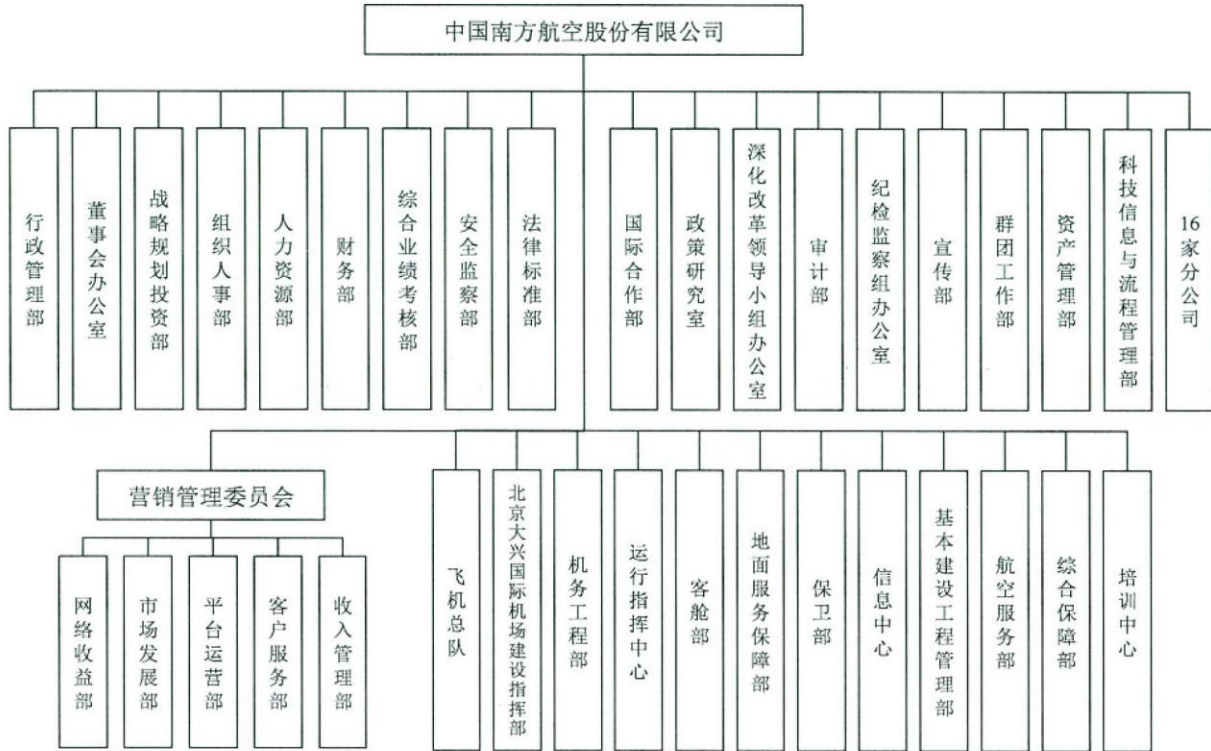 中国南方航空股份有限公司
行政管理部
董事会办公室
战略规划投资部
组织人事部
人力资源部
财务部
综合业绩考核部
安全监察部
法律标准部
国际合作部
政策研究室
深化改革领导小组办公室
审计部
纪检监察组办公室
宣传部
群团工作部
资产管理部
科技信息与流程管理部
16家分公司
营销管理委员会
网络收益部
市场发展部
平台运营部
客户服务部
收入管理部
飞机总队
北京大兴国际机场建设指挥部
机务工程部
运行指挥中心
客舱部
地面服务保障部
保卫部
信息中心
基本建设工程管理部
航空服务部
综合保障部
培训中心